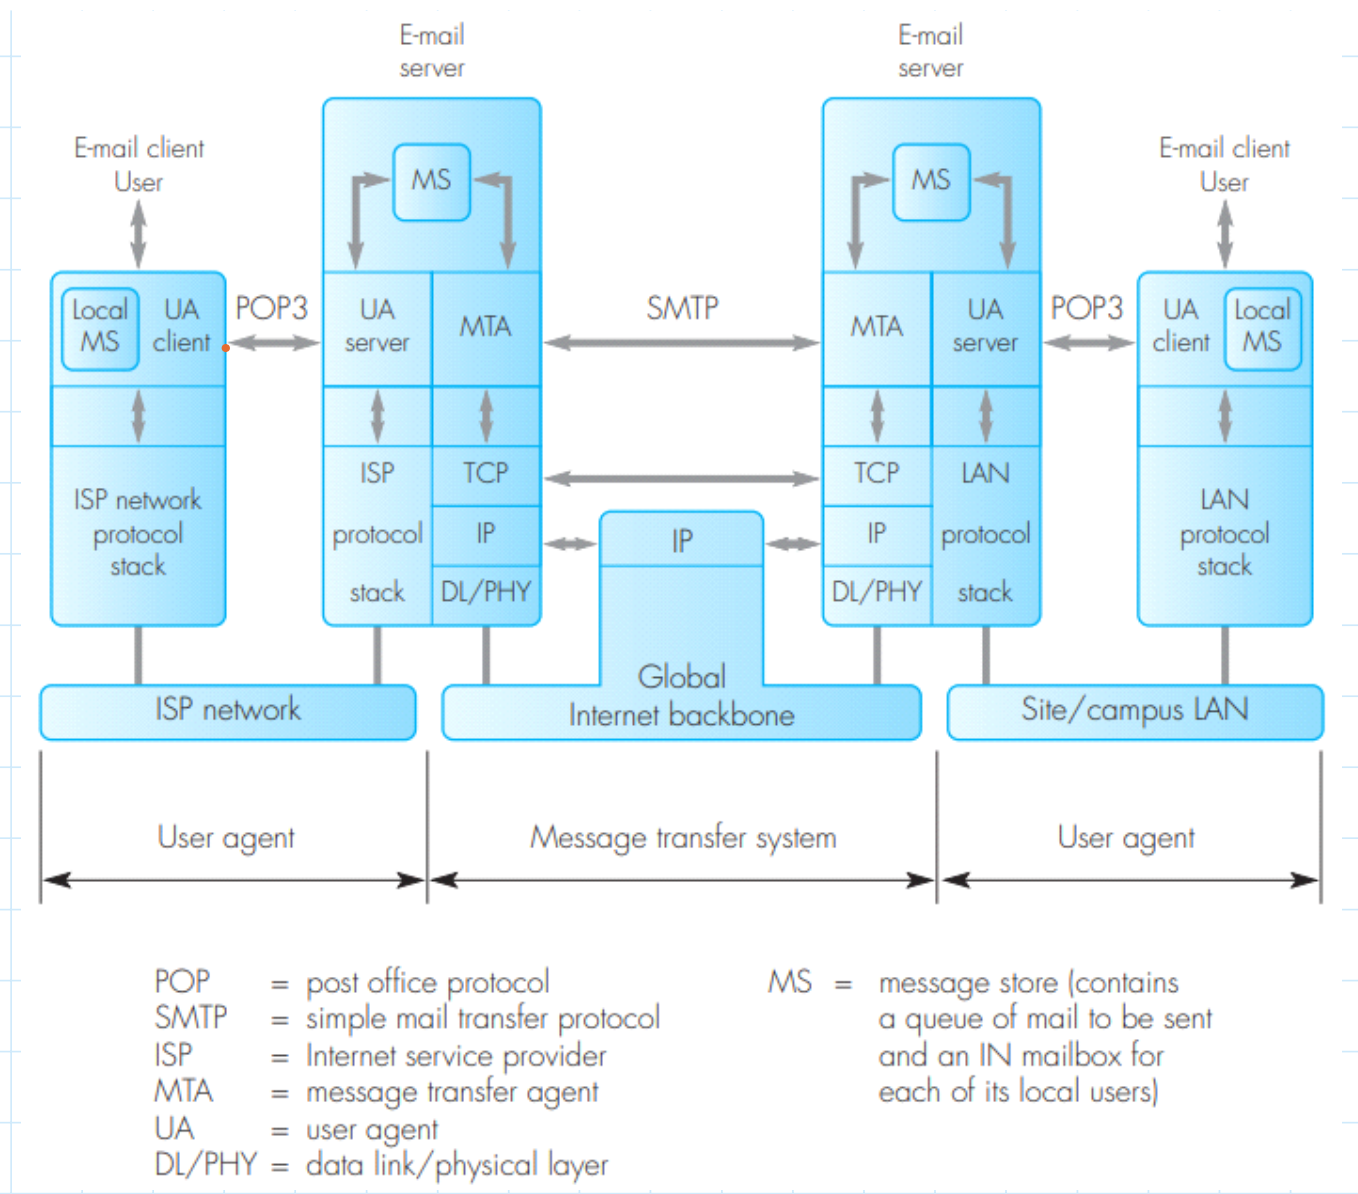 E-mail
server
E-mail
server
E-mail client
User
E-mail client
User
MS
MS
Local
MS
UA
client
POP3
UA
server
MTA
SMTP
MTA
UA
server
POP3
UA
client
Local
MS
ISP network
protocol
stack
ISP
protocol
stack
TCP
IP
DL/PHY
IP
TCP
IP
DL/PHY
LAN
protocol
stack
LAN
protocol
stack
ISP network
Global
Internet backbone
Site/campus LAN
User agent
Message transfer system
User agent
POP = post office protocol
SMTP = simple mail transfer protocol
ISP = Internet service provider
MTA = message transfer agent
UA = user agent
DL/PHY = data link/physical layer
MS = message store (contains
a queue of mail to be sent
and an IN mailbox for
each of its local users)